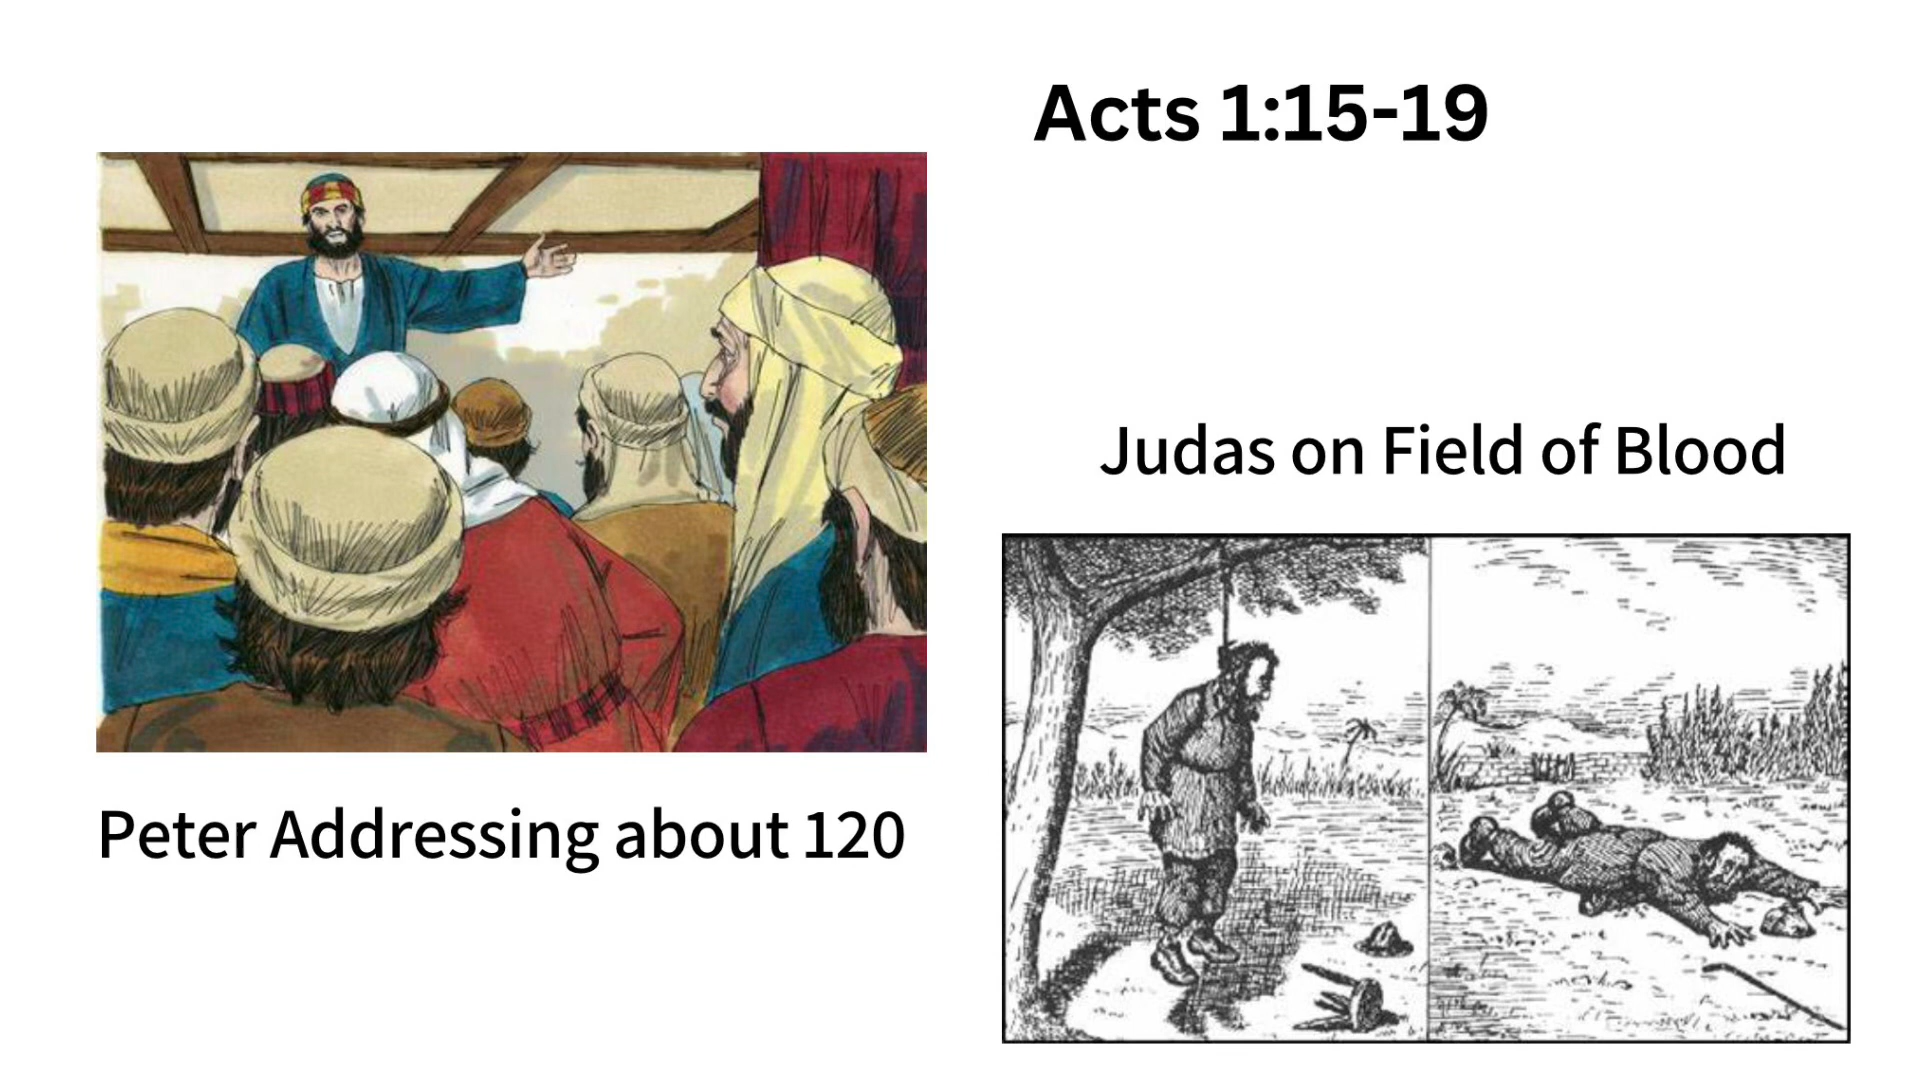 Acts 1:15-19
Judas on Field of Blood
Peter Addressing about 120